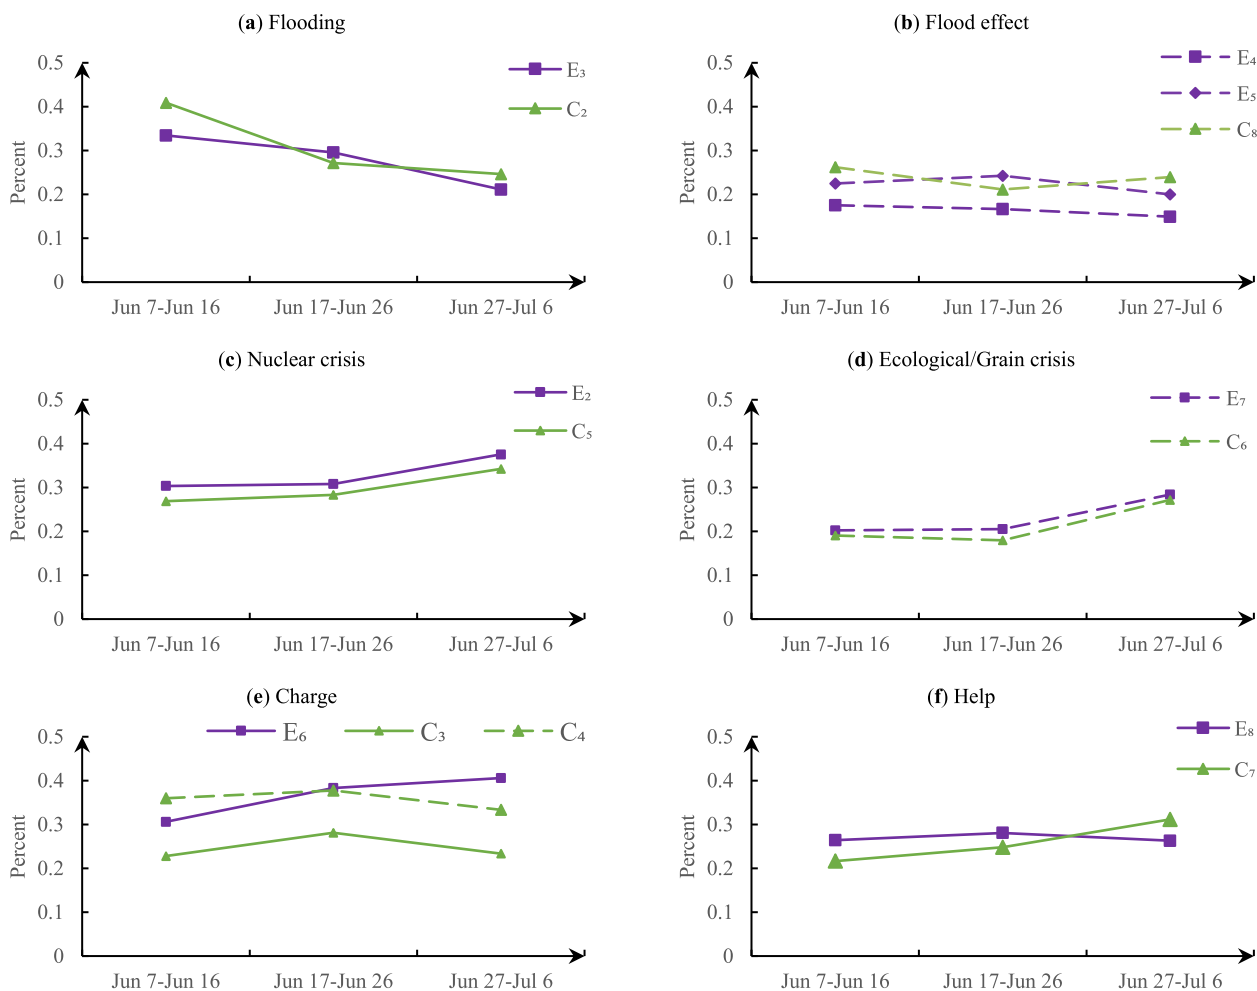 (a) Flooding
0.5
0.4
0.3
0.2
0.1
0
Percent
Jun 7-Jun 16 Jun 17-Jun 26 Jun 27-Jul 6
E₃
C₂
(b) Flood effect
0.5
0.4
0.3
0.2
0.1
0
Percent
Jun 7-Jun 16 Jun 17-Jun 26 Jun 27-Jul 6
E₄
E₅
C₈
(c) Nuclear crisis
0.5
0.4
0.3
0.2
0.1
0
Percent
Jun 7-Jun 16 Jun 17-Jun 26 Jun 27-Jul 6
E₂
C₅
(d) Ecological/Grain crisis
0.5
0.4
0.3
0.2
0.1
0
Percent
Jun 7-Jun 16 Jun 17-Jun 26 Jun 27-Jul 6
E₇
C₆
(e) Charge
E₆ C₃ C₄
0.5
0.4
0.3
0.2
0.1
0
Percent
Jun 7-Jun 16 Jun 17-Jun 26 Jun 27-Jul 6
(f) Help
0.5
0.4
0.3
0.2
0.1
0
Percent
Jun 7-Jun 16 Jun 17-Jun 26 Jun 27-Jul 6
E₈
C₇